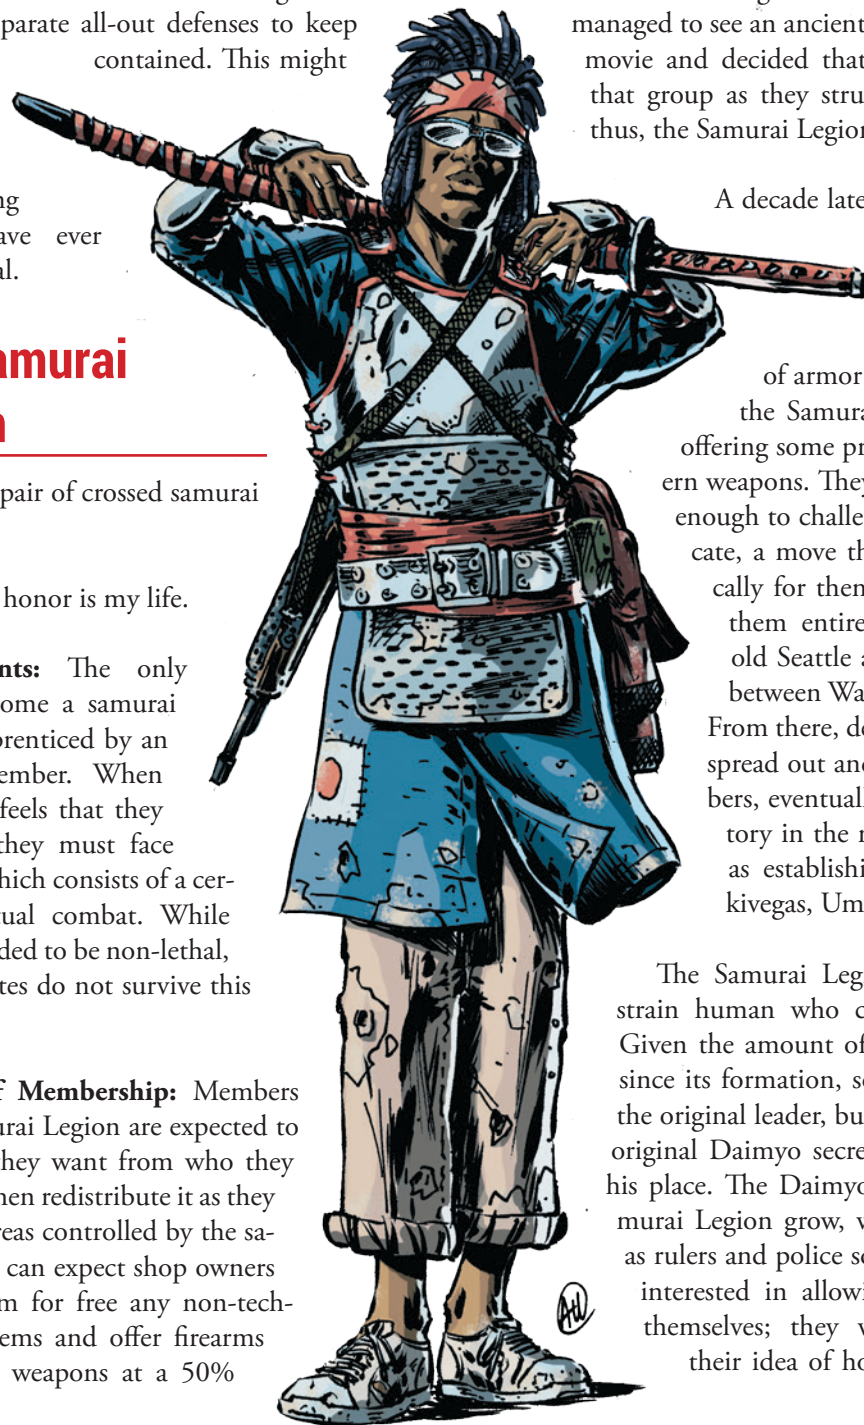 parate all-out defenses to keep
contained. This might
ng
ave ever
al.
amurai
n
pair of crossed samurai
honor is my life.
nts: The only
ome a samurai
prenticed by an
ember. When
feels that they
they must face
hich consists of a cer-
tual combat. While
ded to be non-lethal,
tes do not survive this
f Membership: Members
urai Legion are expected to
they want from who they
hen redistribute it as they
reas controlled by the sa-
can expect shop owners
m for free any non-tech-
ems and offer firearms
weapons at a 50%
managed to see an ancient
movie and decided that
that group as they stru
thus, the Samurai Legion
A decade late
of armor
the Samura
offering some pr
ern weapons. They
enough to challe
cate, a move th
cally for them
them entire
old Seattle a
between Wa
From there, de
spread out and
bers, eventuall
tory in the r
as establishi
kivegas, Um
The Samurai Leg
strain human who c
Given the amount of
since its formation, s
the original leader, bu
original Daimyo secre
his place. The Daimyo
murai Legion grow, w
as rulers and police s
interested in allowi
themselves; they w
their idea of ho